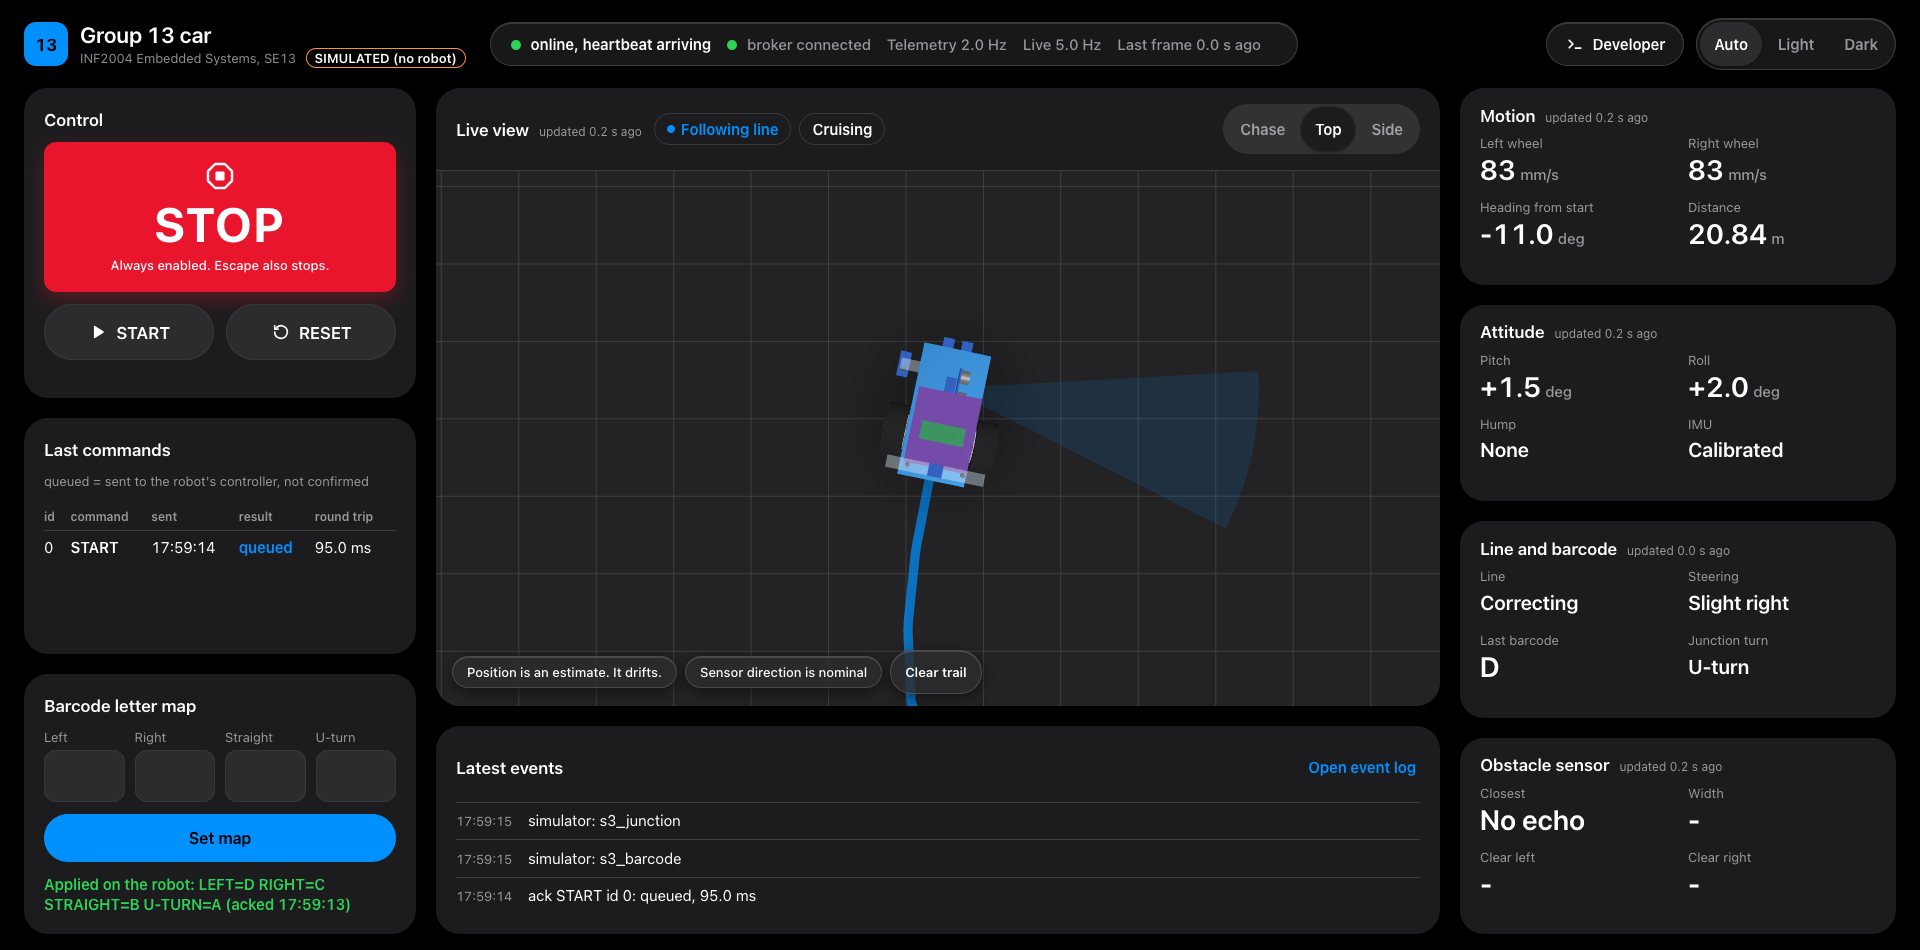 13
Group 13 car
INF2004 Embedded Systems, SE13
SIMULATED (no robot)
online, heartbeat arriving
broker connected
Telemetry 2.0 Hz
Live 5.0 Hz
Last frame 0.0 s ago
Developer
Auto
Light
Dark
Control
STOP
Always enabled. Escape also stops.
START
RESET
Last commands
queued = sent to the robot's controller, not confirmed
id command sent result round trip
0 START 17:59:14 queued 95.0 ms
Barcode letter map
Left Right Straight U-turn
Set map
Applied on the robot: LEFT=D RIGHT=C
STRAIGHT=B U-TURN=A (acked 17:59:13)
Live view updated 0.2 s ago
Following line
Cruising
Chase
Top
Side
Position is an estimate. It drifts.
Sensor direction is nominal
Clear trail
Latest events
Open event log
17:59:15 simulator: s3_junction
17:59:15 simulator: s3_barcode
17:59:14 ack START id 0: queued, 95.0 ms
Motion updated 0.2 s ago
Left wheel Right wheel
83 mm/s 83 mm/s
Heading from start Distance
-11.0 deg 20.84 m
Attitude updated 0.2 s ago
Pitch Roll
+1.5 deg +2.0 deg
Hump IMU
None Calibrated
Line and barcode updated 0.0 s ago
Line Steering
Correcting Slight right
Last barcode Junction turn
D U-turn
Obstacle sensor updated 0.2 s ago
Closest Width
No echo -
Clear left Clear right
- -